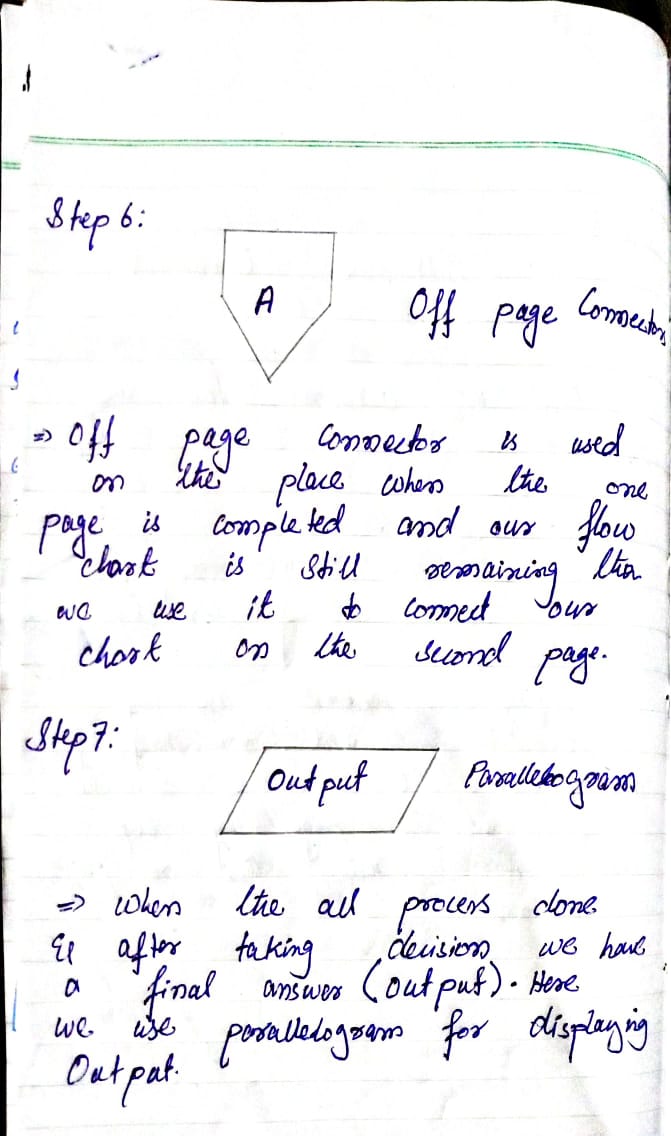 Step 6:
A
Off page Connector
⇒ Off page Connector is used
on the place when the one
page is completed and our flow
chart is still remaining then
we use it to connect our
chart on the second page.
Step 7:
Output
Parallelogram
⇒ When the all process done
& after taking decision we have
a final answer (output). Here
we use parallelogram for displaying
Output.